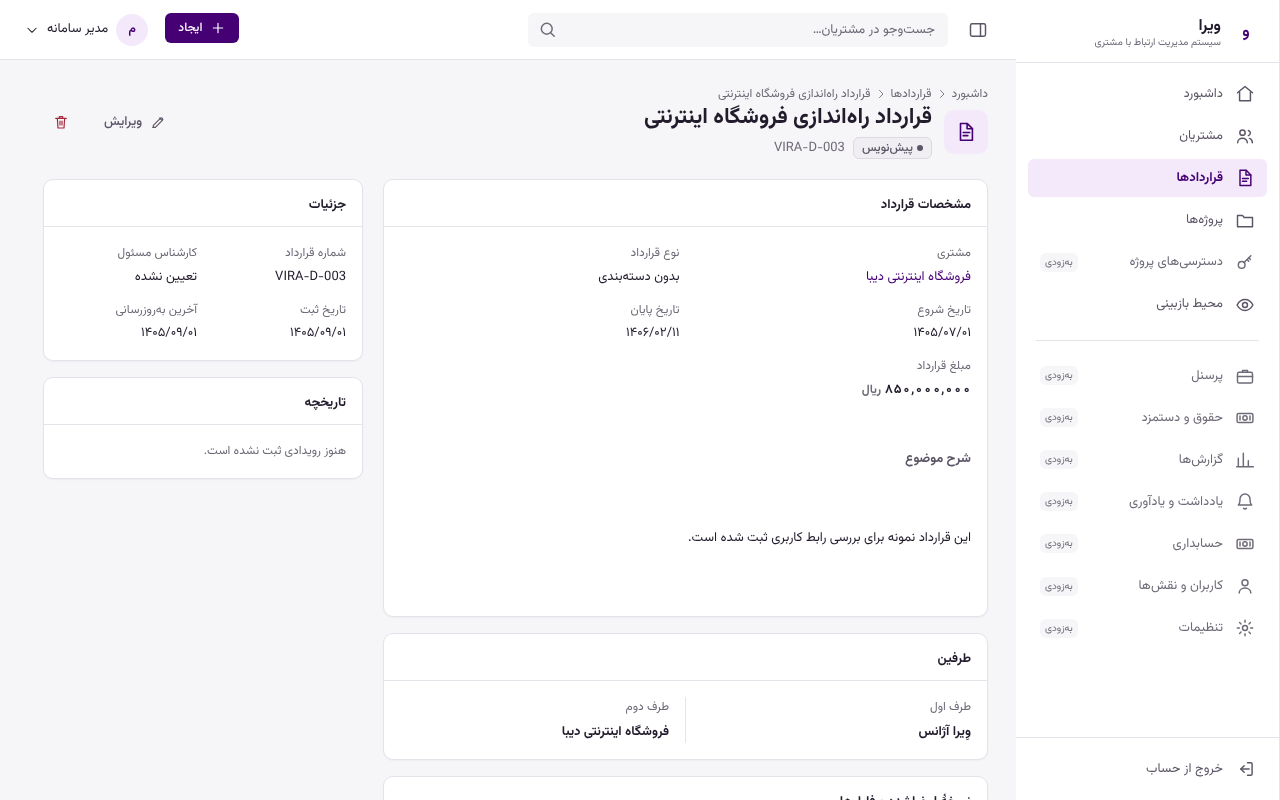 و
ویرا
سیستم مدیریت ارتباط با مشتری
داشبورد
مشتریان
قراردادها
پروژه‌ها
دسترسی‌های پروژه
به‌زودی
محیط بازبینی
پرسنل
به‌زودی
حقوق و دستمزد
به‌زودی
گزارش‌ها
به‌زودی
یادداشت و یادآوری
به‌زودی
حسابداری
به‌زودی
کاربران و نقش‌ها
به‌زودی
تنظیمات
به‌زودی
خروج از حساب
جست‌وجو در مشتریان...
ایجاد
م
مدیر سامانه
داشبورد
قراردادها
قرارداد راه‌اندازی فروشگاه اینترنتی
قرارداد راه‌اندازی فروشگاه اینترنتی
پیش‌نویس
VIRA-D-003
ویرایش
مشخصات قرارداد
مشتری
فروشگاه اینترنتی دیبا
نوع قرارداد
بدون دسته‌بندی
تاریخ شروع
۱۴۰۵/۰۷/۰۱
تاریخ پایان
۱۴۰۶/۰۲/۱۱
مبلغ قرارداد
۸۵۰,۰۰۰,۰۰۰ ریال
شرح موضوع
این قرارداد نمونه برای بررسی رابط کاربری ثبت شده است.
طرفین
طرف اول
ویرا آژانس
طرف دوم
فروشگاه اینترنتی دیبا
جزئیات
شماره قرارداد
VIRA-D-003
کارشناس مسئول
تعیین نشده
تاریخ ثبت
۱۴۰۵/۰۹/۰۱
آخرین به‌روزرسانی
۱۴۰۵/۰۹/۰۱
تاریخچه
هنوز رویدادی ثبت نشده است.